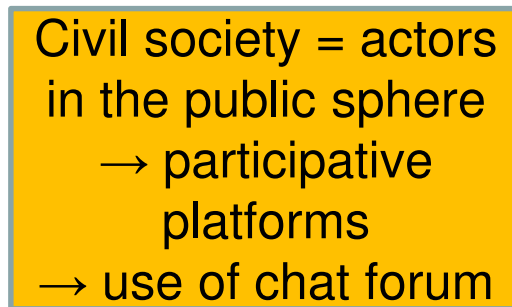 Civil society = actors
in the public sphere
→ participative
platforms
→ use of chat forum